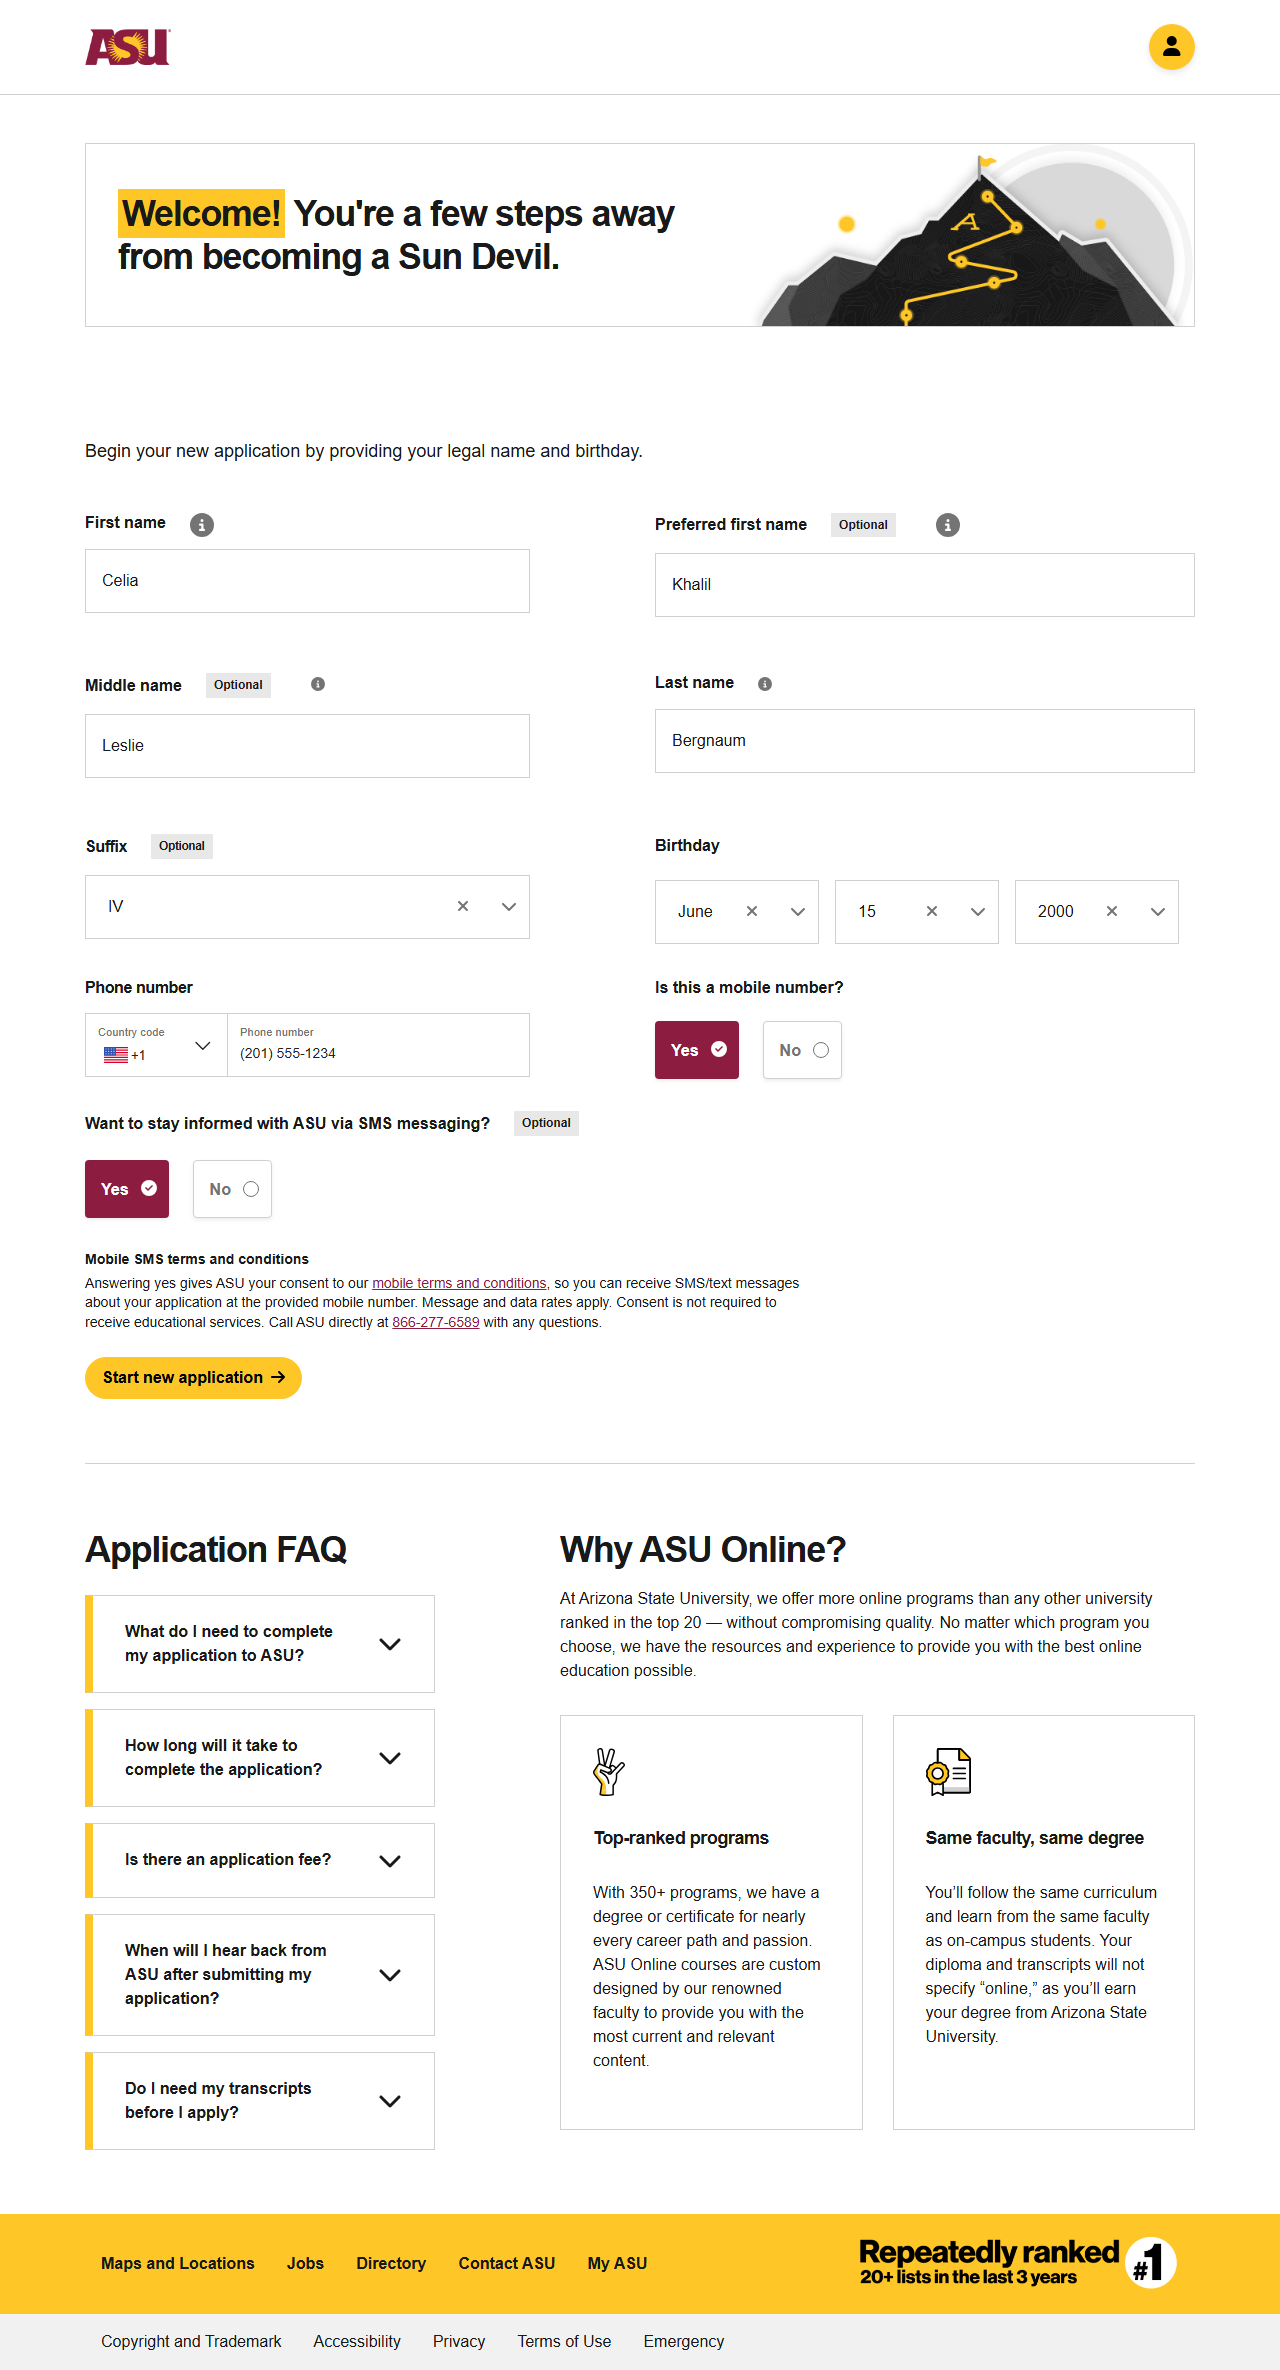 ASU
Welcome! You're a few steps away
from becoming a Sun Devil.
A
Begin your new application by providing your legal name and birthday.
First name
Celia
Preferred first name Optional
Khalil
Middle name Optional
Leslie
Last name
Bergnaum
Suffix Optional
IV
Birthday
June 15 2000
Phone number
Country code
+1
Phone number
(201) 555-1234
Is this a mobile number?
Yes No
Want to stay informed with ASU via SMS messaging? Optional
Yes No
Mobile SMS terms and conditions
Answering yes gives ASU your consent to our mobile terms and conditions, so you can receive SMS/text messages
about your application at the provided mobile number. Message and data rates apply. Consent is not required to
receive educational services. Call ASU directly at 866-277-6589 with any questions.
Start new application
Application FAQ
What do I need to complete
my application to ASU?
How long will it take to
complete the application?
Is there an application fee?
When will I hear back from
ASU after submitting my
application?
Do I need my transcripts
before I apply?
Why ASU Online?
At Arizona State University, we offer more online programs than any other university
ranked in the top 20 — without compromising quality. No matter which program you
choose, we have the resources and experience to provide you with the best online
education possible.
Top-ranked programs
With 350+ programs, we have a
degree or certificate for nearly
every career path and passion.
ASU Online courses are custom
designed by our renowned
faculty to provide you with the
most current and relevant
content.
Same faculty, same degree
You’ll follow the same curriculum
and learn from the same faculty
as on-campus students. Your
diploma and transcripts will not
specify “online,” as you’ll earn
your degree from Arizona State
University.
Maps and Locations Jobs Directory Contact ASU My ASU
Repeatedly ranked
20+ lists in the last 3 years
#1
Copyright and Trademark Accessibility Privacy Terms of Use Emergency